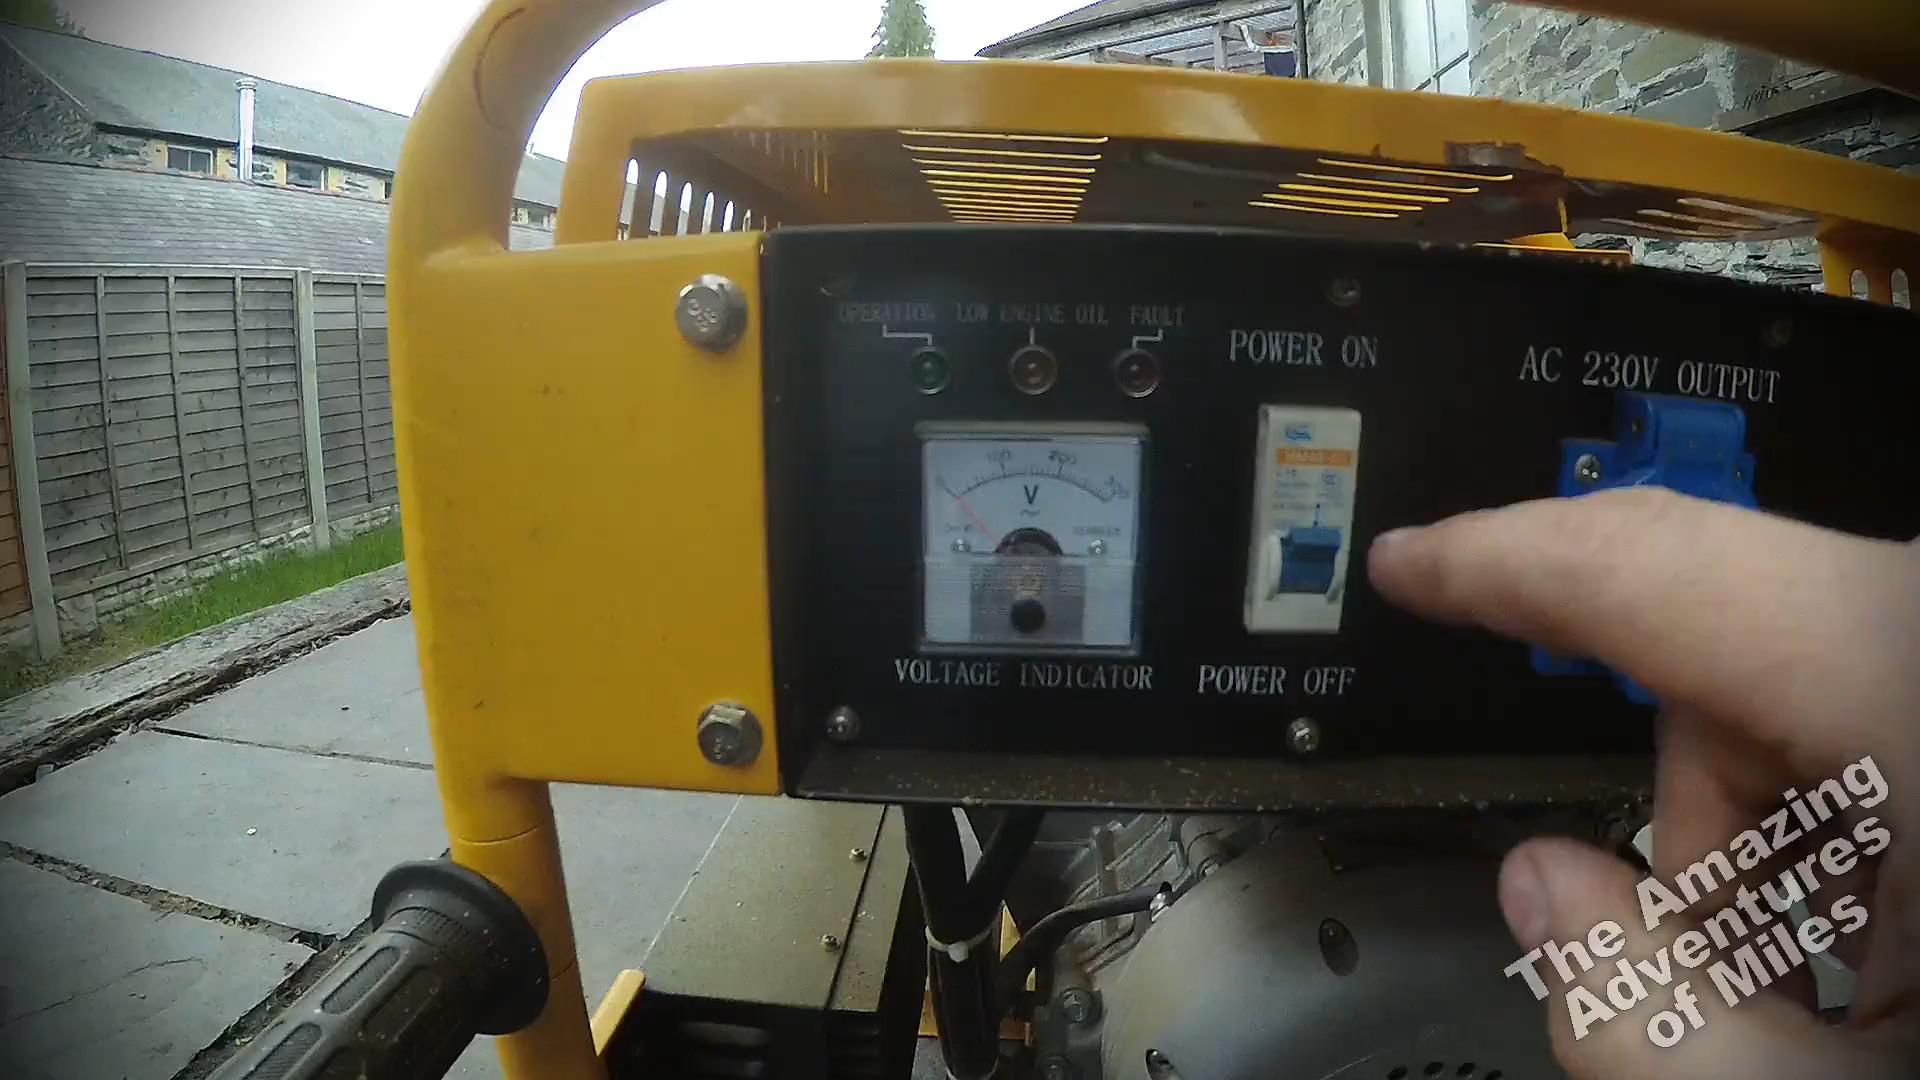 OPERATION LOW ENGINE OIL FAULT
POWER ON
AC 230V OUTPUT
0 100 200
V
VOLTAGE INDICATOR
POWER OFF
The Amazing
Adventures
of Miles